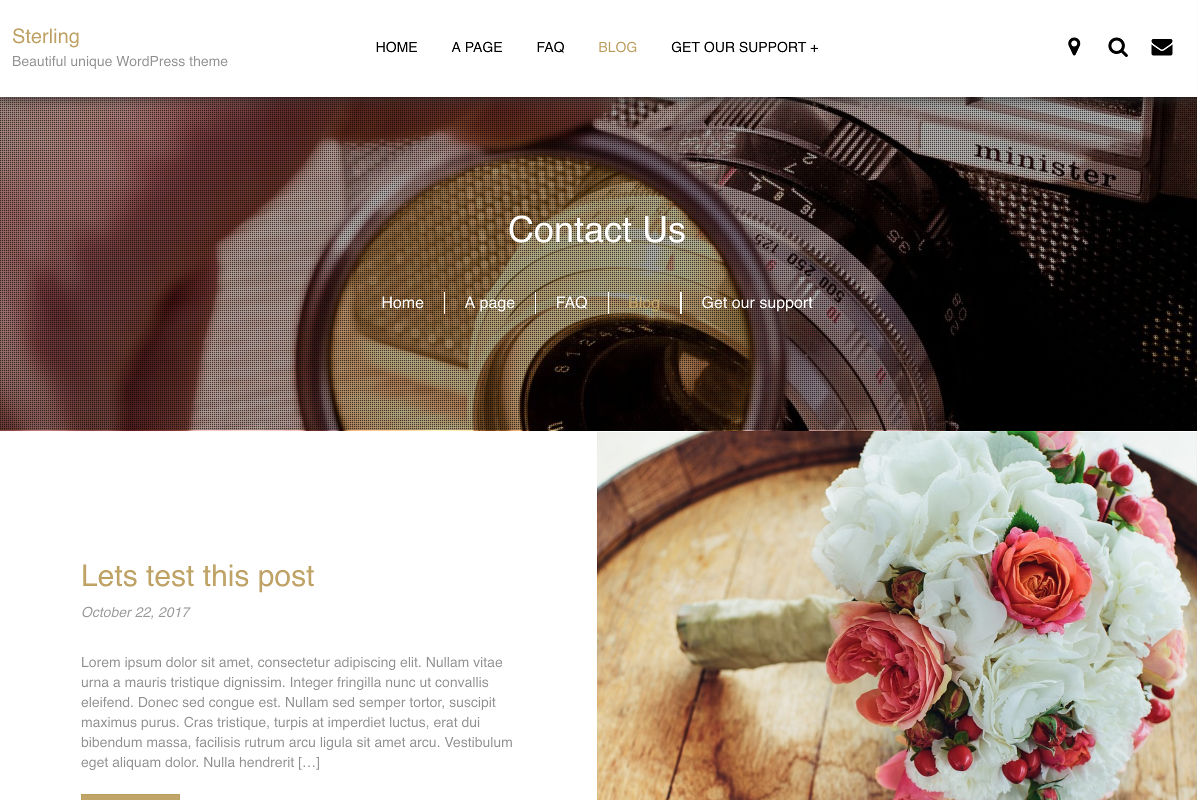 Sterling
Beautiful unique WordPress theme
HOME A PAGE FAQ BLOG GET OUR SUPPORT +
minister
Contact Us
Home A page FAQ Blog Get our support
Lets test this post
October 22, 2017
Lorem ipsum dolor sit amet, consectetur adipiscing elit. Nullam vitae
urna a mauris tristique dignissim. Integer fringilla nunc ut convallis
eleifend. Donec sed congue est. Nullam sed semper tortor, suscipit
maximus purus. Cras tristique, turpis at imperdiet luctus, erat dui
bibendum massa, facilisis rutrum arcu ligula sit amet arcu. Vestibulum
eget aliquam dolor. Nulla hendrerit [...]